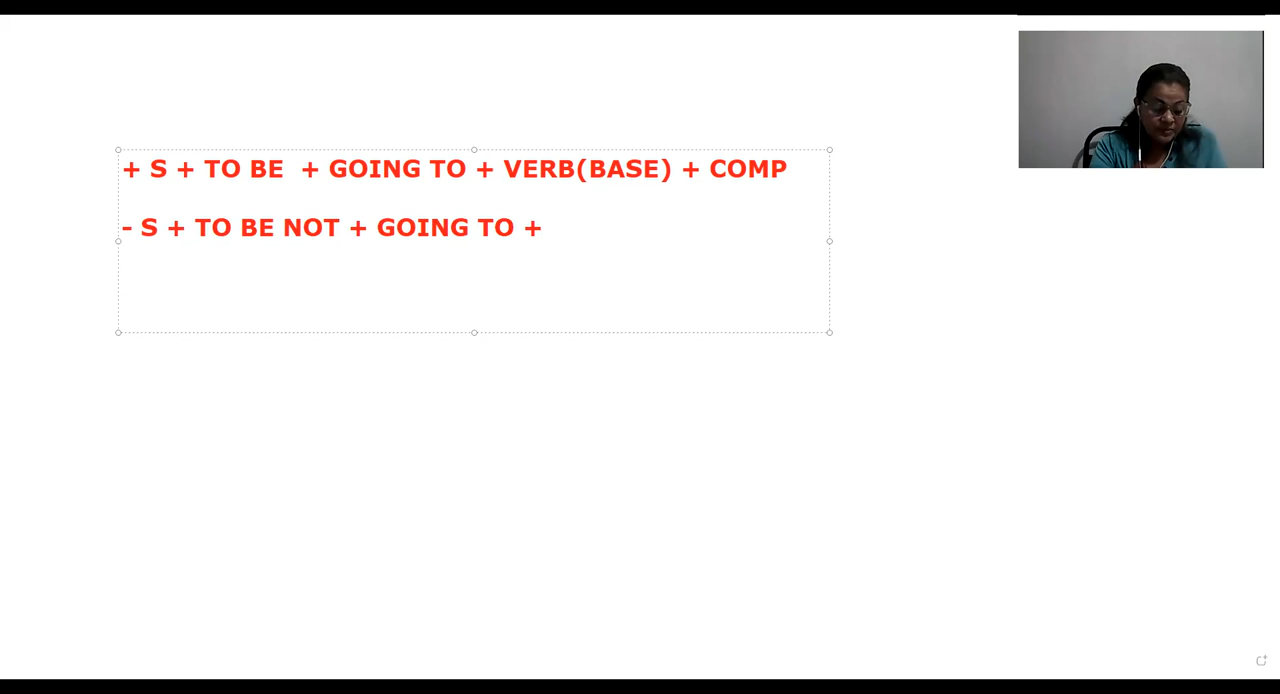 + S + TO BE + GOING TO + VERB(BASE) + COMP
- S + TO BE NOT + GOING TO +